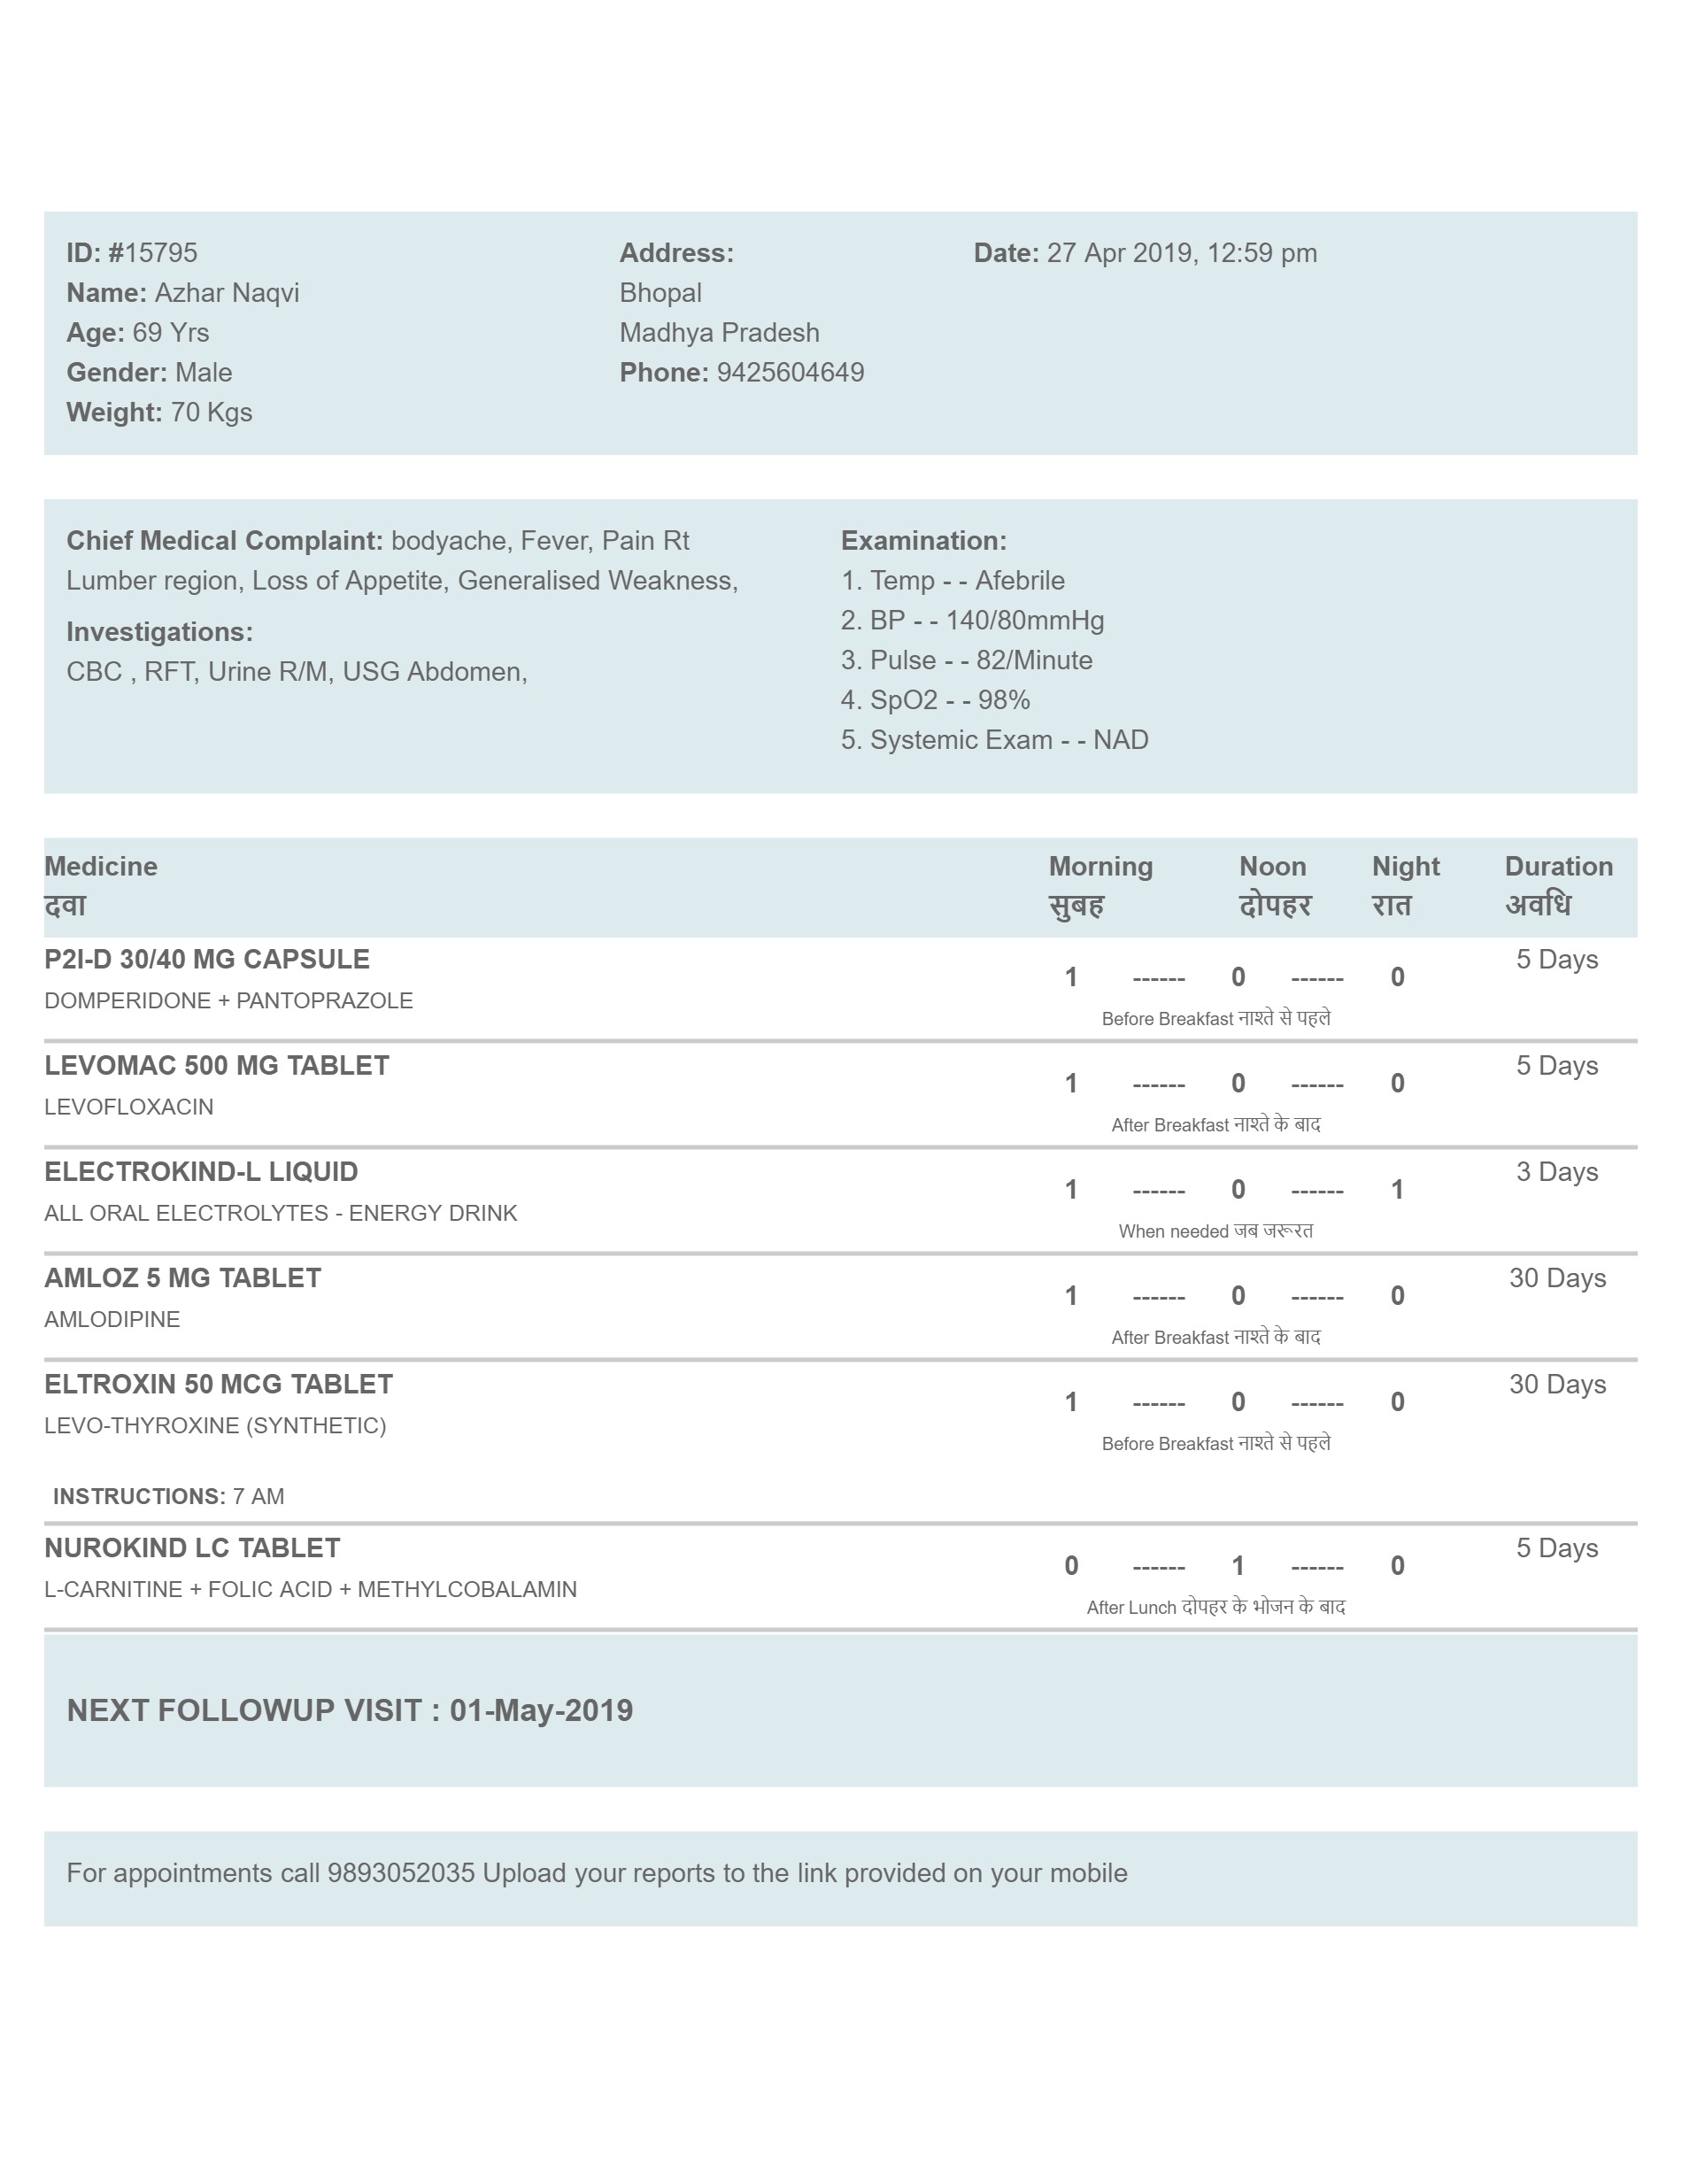 ID: #15795
Name: Azhar Naqvi
Age: 69 Yrs
Gender: Male
Weight: 70 Kgs
Address:
Bhopal
Madhya Pradesh
Phone: 9425604649
Date: 27 Apr 2019, 12:59 pm
Chief Medical Complaint: bodyache, Fever, Pain Rt
Lumber region, Loss of Appetite, Generalised Weakness,
Investigations:
CBC , RFT, Urine R/M, USG Abdomen,
Examination:
1. Temp - - Afebrile
2. BP - - 140/80mmHg
3. Pulse - - 82/Minute
4. SpO2 - - 98%
5. Systemic Exam - - NAD
Medicine Morning Noon Night Duration
दवा सुबह दोपहर रात अवधि
P2I-D 30/40 MG CAPSULE 1 ------ 0 ------ 0 5 Days
DOMPERIDONE + PANTOPRAZOLE
Before Breakfast नाश्ते से पहले
LEVOMAC 500 MG TABLET 1 ------ 0 ------ 0 5 Days
LEVOFLOXACIN
After Breakfast नाश्ते के बाद
ELECTROKIND-L LIQUID 1 ------ 0 ------ 1 3 Days
ALL ORAL ELECTROLYTES - ENERGY DRINK
When needed जब जरूरत
AMLOZ 5 MG TABLET 1 ------ 0 ------ 0 30 Days
AMLODIPINE
After Breakfast नाश्ते के बाद
ELTROXIN 50 MCG TABLET 1 ------ 0 ------ 0 30 Days
LEVO-THYROXINE (SYNTHETIC)
Before Breakfast नाश्ते से पहले
INSTRUCTIONS: 7 AM
NUROKIND LC TABLET 0 ------ 1 ------ 0 5 Days
L-CARNITINE + FOLIC ACID + METHYLCOBALAMIN
After Lunch दोपहर के भोजन के बाद
NEXT FOLLOWUP VISIT : 01-May-2019
For appointments call 9893052035 Upload your reports to the link provided on your mobile